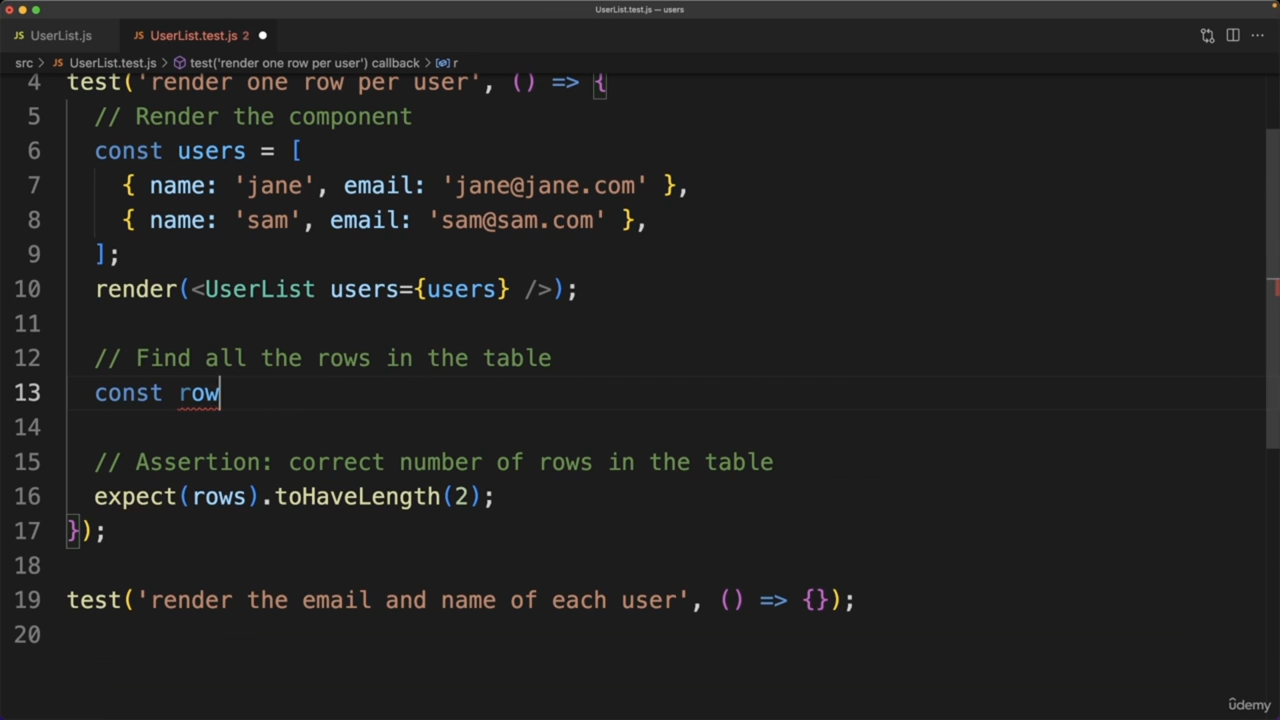 UserList.test.js — users
JS UserList.js JS UserList.test.js 2
src > JS UserList.test.js > test('render one row per user') callback > r
4 test('render one row per user', () => {
5 // Render the component
6 const users = [
7 { name: 'jane', email: 'jane@jane.com' },
8 { name: 'sam', email: 'sam@sam.com' },
9 ];
10 render(<UserList users={users} />);
11
12 // Find all the rows in the table
13 const row
14
15 // Assertion: correct number of rows in the table
16 expect(rows).toHaveLength(2);
17 });
18
19 test('render the email and name of each user', () => {});
20
ûdemy